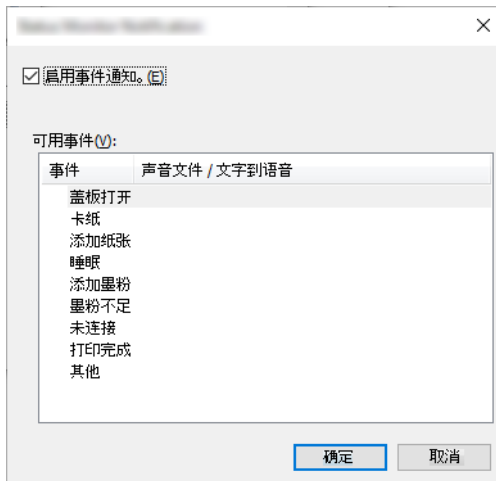 启用事件通知。(E)
可用事件(V):
事件 声音文件 / 文字到语音
盖板打开
卡纸
添加纸张
睡眠
添加墨粉
墨粉不足
未连接
打印完成
其他
确定 取消